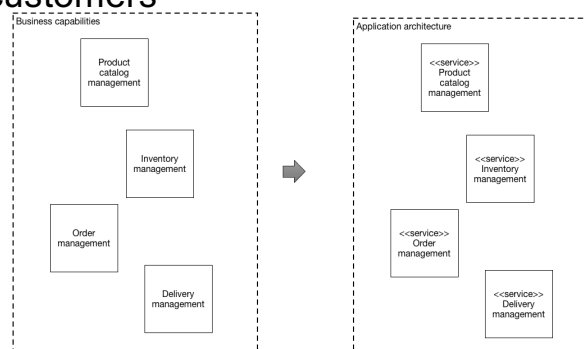 customers
Business capabilities
Product
catalog
management
Inventory
management
Order
management
Delivery
management
Application architecture
<<service>>
Product
catalog
management
<<service>>
Inventory
management
<<service>>
Order
management
<<service>>
Delivery
management